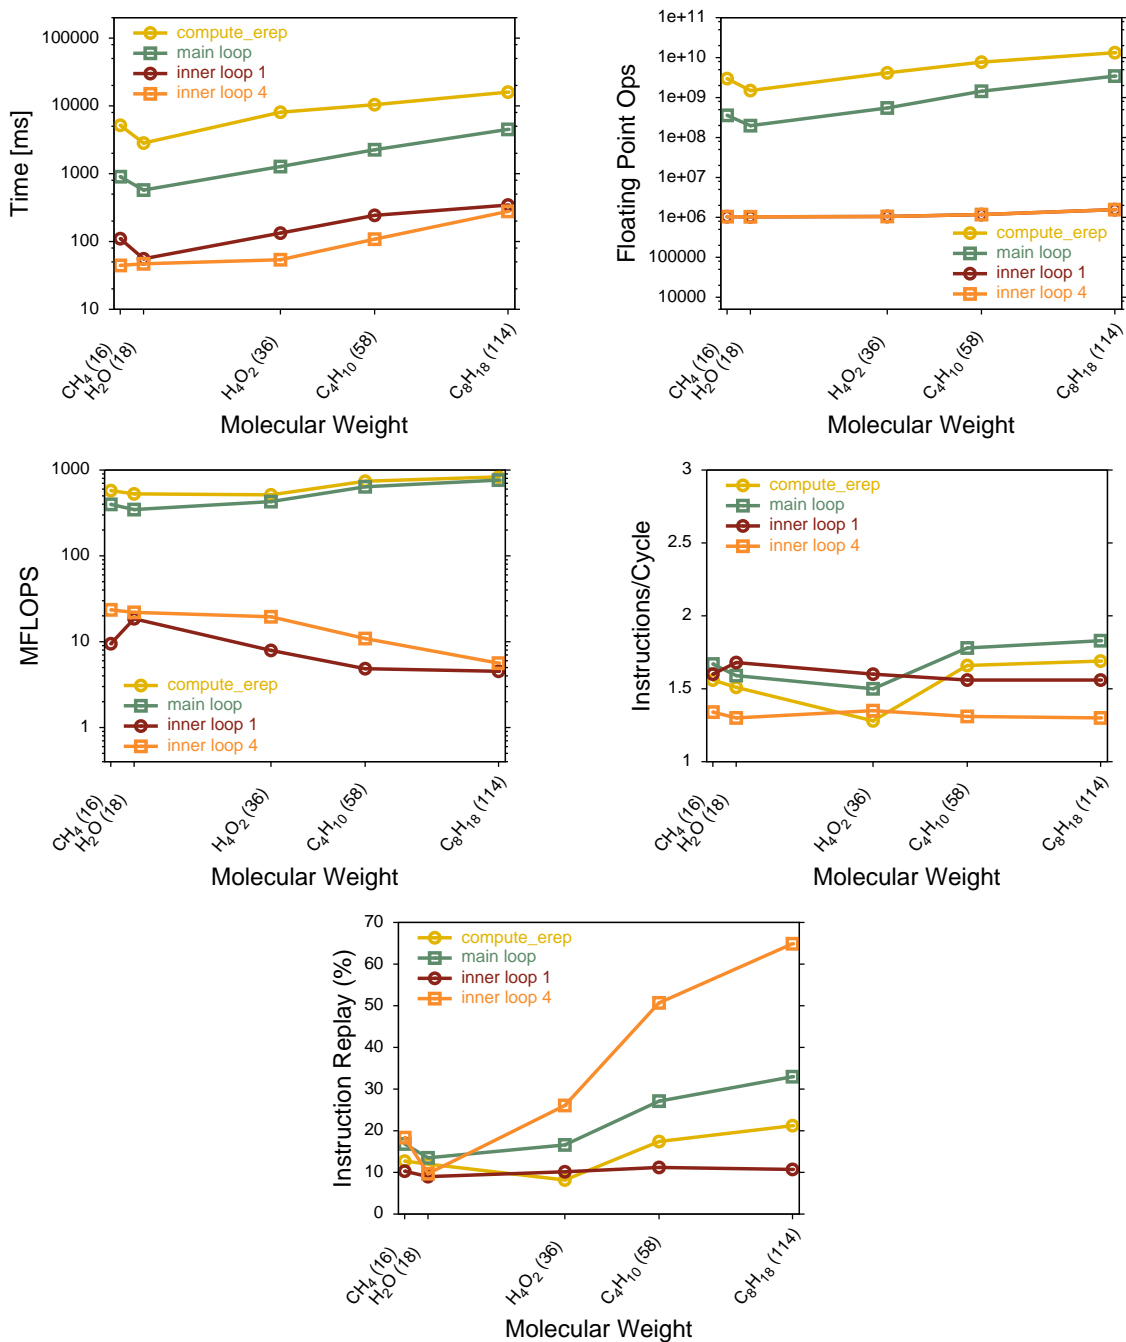 Time [ms]
100000
10000
1000
100
10
compute_erep
main loop
inner loop 1
inner loop 4
CH4 (16)
H2O (18)
H4O2 (36)
C4H10 (58)
C8H18 (114)
Molecular Weight
Floating Point Ops
1e+11
1e+10
1e+09
1e+08
1e+07
1e+06
100000
10000
compute_erep
main loop
inner loop 1
inner loop 4
CH4 (16)
H2O (18)
H4O2 (36)
C4H10 (58)
C8H18 (114)
Molecular Weight
MFLOPS
1000
100
10
1
compute_erep
main loop
inner loop 1
inner loop 4
CH4 (16)
H2O (18)
H4O2 (36)
C4H10 (58)
C8H18 (114)
Molecular Weight
Instructions/Cycle
3
2.5
2
1.5
1
compute_erep
main loop
inner loop 1
inner loop 4
CH4 (16)
H2O (18)
H4O2 (36)
C4H10 (58)
C8H18 (114)
Molecular Weight
Instruction Replay (%)
70
60
50
40
30
20
10
0
compute_erep
main loop
inner loop 1
inner loop 4
CH4 (16)
H2O (18)
H4O2 (36)
C4H10 (58)
C8H18 (114)
Molecular Weight